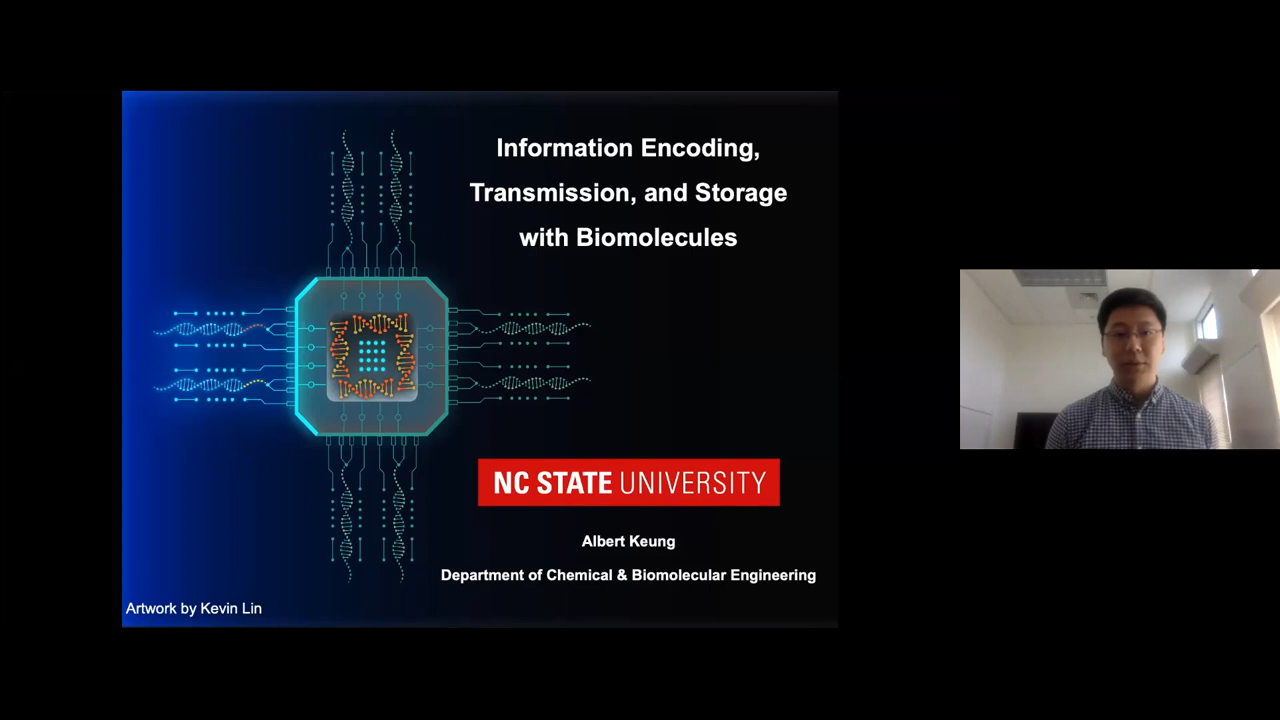 Information Encoding,
Transmission, and Storage
with Biomolecules
NC STATE UNIVERSITY
Albert Keung
Department of Chemical & Biomolecular Engineering
Artwork by Kevin Lin